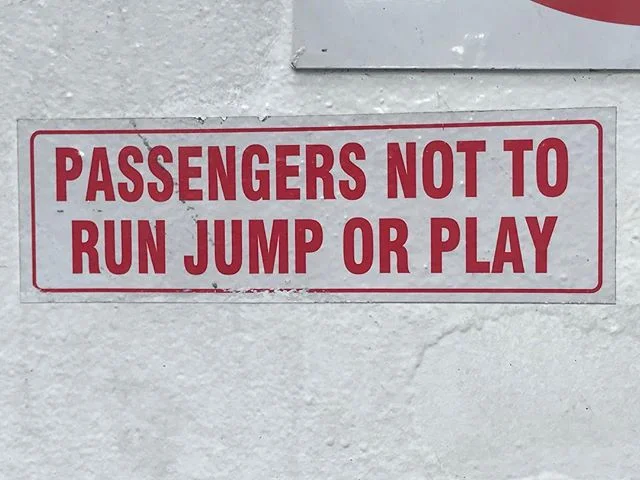 PASSENGERS NOT TO
RUN JUMP OR PLAY